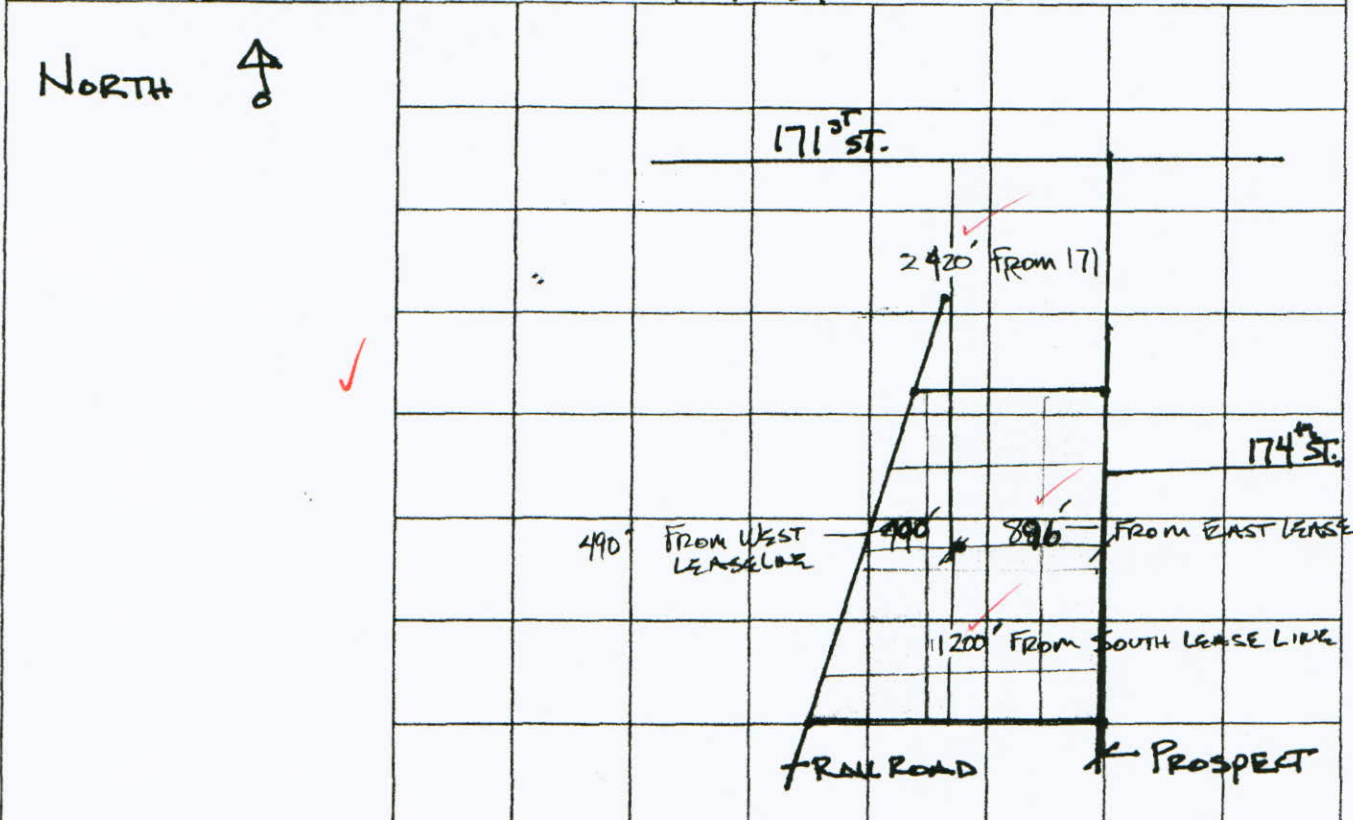 NORTH
171ST ST.
2420' FROM 171
174TH ST.
490' FROM WEST
LEASELINE
490'
896'
FROM EAST LEASE
1200' FROM SOUTH LEASE LINE
RAILROAD
PROSPECT